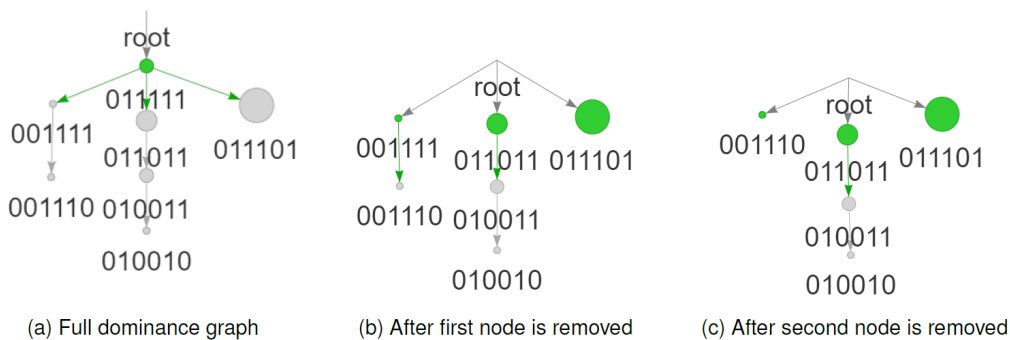 root
011111
001111
011011 011101
001110 010011
010010
(a) Full dominance graph
root
001111 011011 011101
001110 010011
010010
(b) After first node is removed
root
001110
011011 011101
010011
010010
(c) After second node is removed